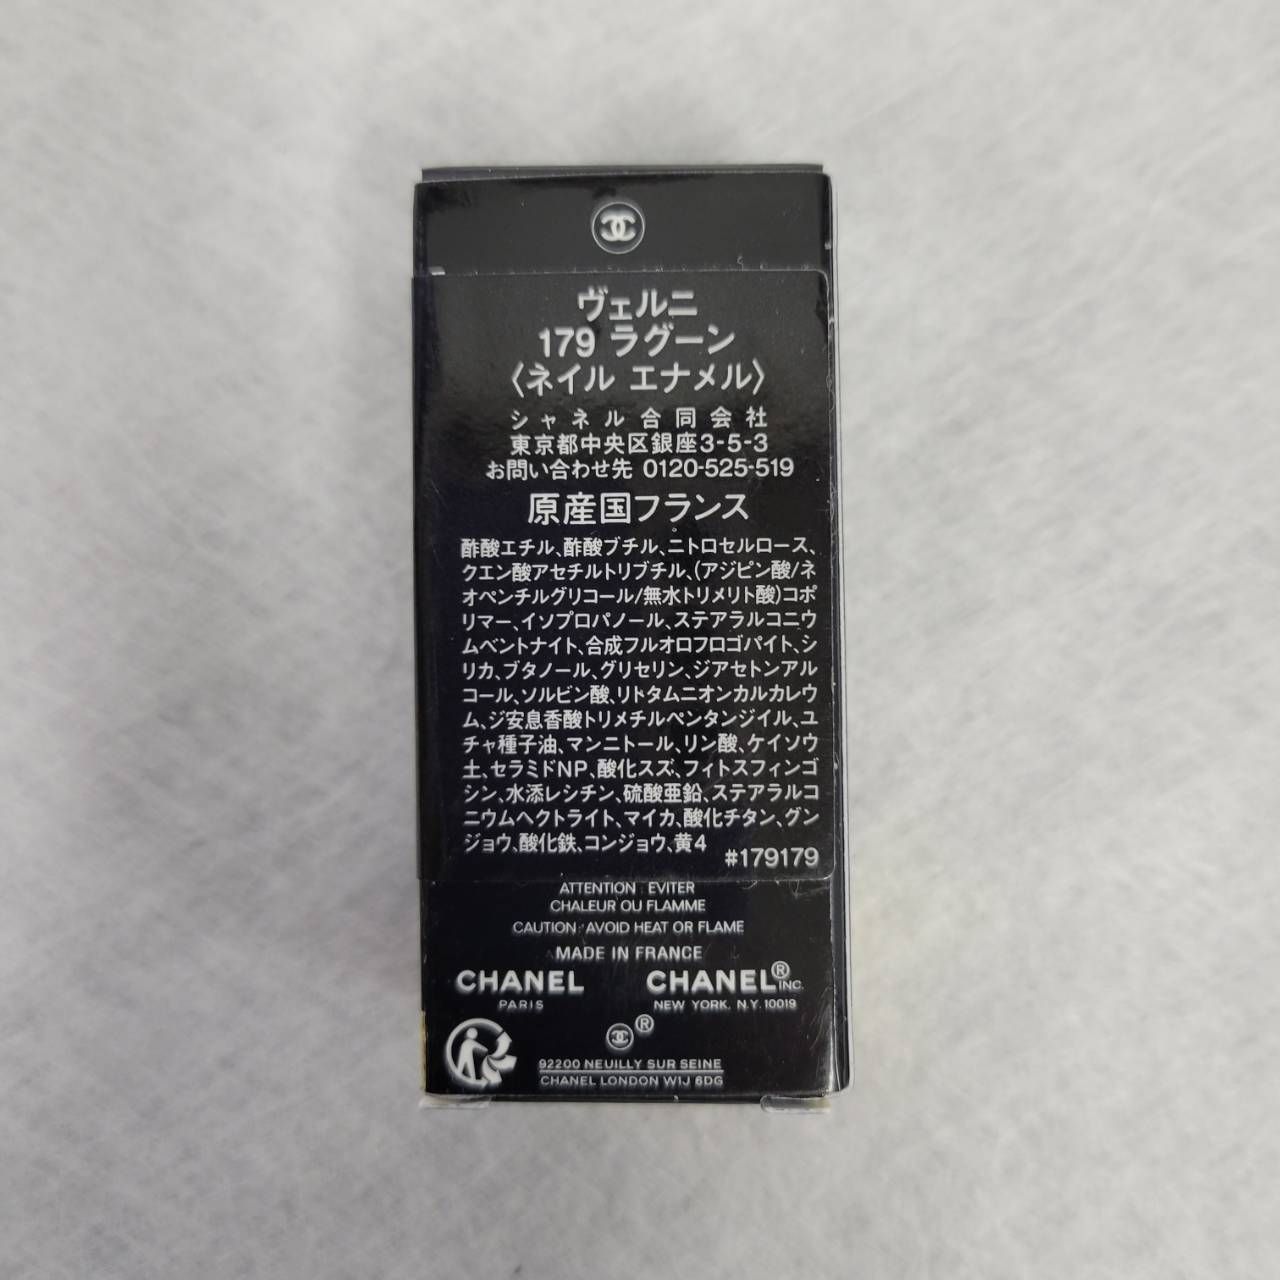 ヴェルニ
179 ラグーン
〈ネイル エナメル〉
シャネル合同会社
東京都中央区銀座3-5-3
お問い合わせ先 0120-525-519
原産国フランス
酢酸エチル、酢酸ブチル、ニトロセルロース、
クエン酸アセチルトリブチル、(アジピン酸/ネ
オペンチルグリコール/無水トリメリト酸)コポ
リマー、イソプロパノール、ステアラルコニウ
ムベントナイト、合成フルオロフロゴパイト、シ
リカ、ブタノール、グリセリン、ジアセトンアル
コール、ソルビン酸、リトタムニオンカルカレウ
ム、ジ安息香酸トリメチルペンタンジイル、ユ
チャ種子油、マンニトール、リン酸、ケイソウ
土、セラミドNP、酸化スズ、フィトスフィンゴ
シン、水添レシチン、硫酸亜鉛、ステアラルコ
ニウムヘクトライト、マイカ、酸化チタン、グン
ジョウ、酸化鉄、コンジョウ、黄4
#179179
ATTENTION : EVITER
CHALEUR OU FLAMME
CAUTION: AVOID HEAT OR FLAME
MADE IN FRANCE
CHANEL
PARIS
CHANEL® INC.
NEW YORK. N.Y. 10019
®
92200 NEUILLY SUR SEINE
CHANEL LONDON W1J 6DG